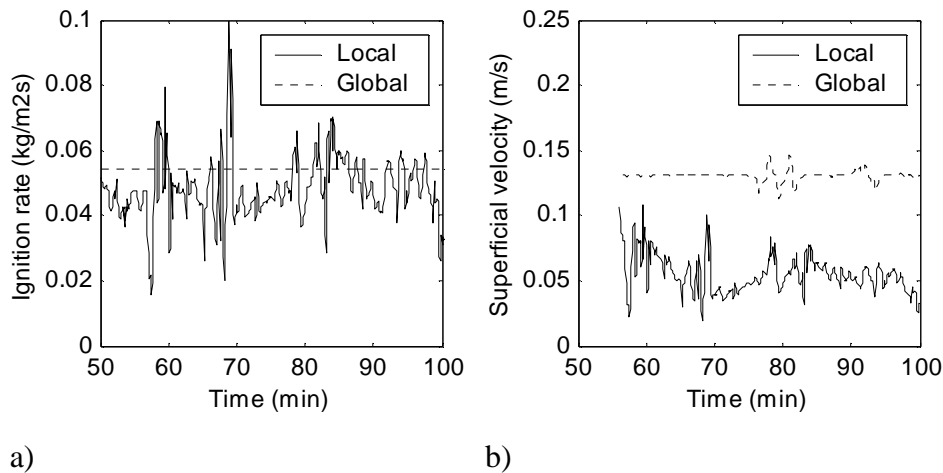 0.1
0.08
0.06
0.04
0.02
0
50 60 70 80 90 100
Ignition rate (kg/m2s)
Time (min)
Local
Global
a)
0.25
0.2
0.15
0.1
0.05
0
50 60 70 80 90 100
Superficial velocity (m/s)
Time (min)
Local
Global
b)